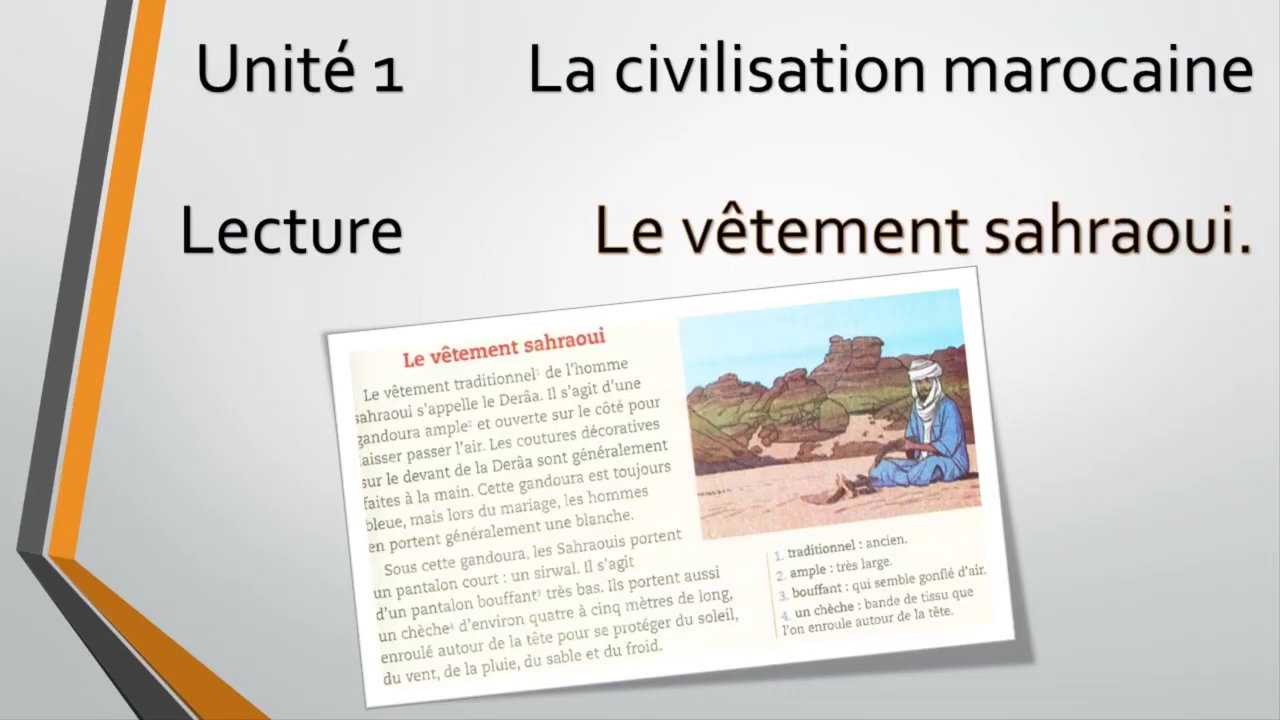 Unité 1 La civilisation marocaine
Lecture Le vêtement sahraoui.
Le vêtement sahraoui
Le vêtement traditionnel¹ de l'homme
sahraoui s'appelle le Derâa. Il s'agit d'une
gandoura ample² et ouverte sur le côté pour
laisser passer l'air. Les coutures décoratives
sur le devant de la Derâa sont généralement
faites à la main. Cette gandoura est toujours
bleue, mais lors du mariage, les hommes
en portent généralement une blanche.
Sous cette gandoura, les Sahraouis portent
un pantalon court : un sirwal. Il s'agit
d'un pantalon bouffant³ très bas. Ils portent aussi
un chèche⁴ d'environ quatre à cinq mètres de long,
enroulé autour de la tête pour se protéger du soleil,
du vent, de la pluie, du sable et du froid.
1. traditionnel : ancien.
2. ample : très large.
3. bouffant : qui semble gonflé d'air.
4. un chèche : bande de tissu que
l'on enroule autour de la tête.